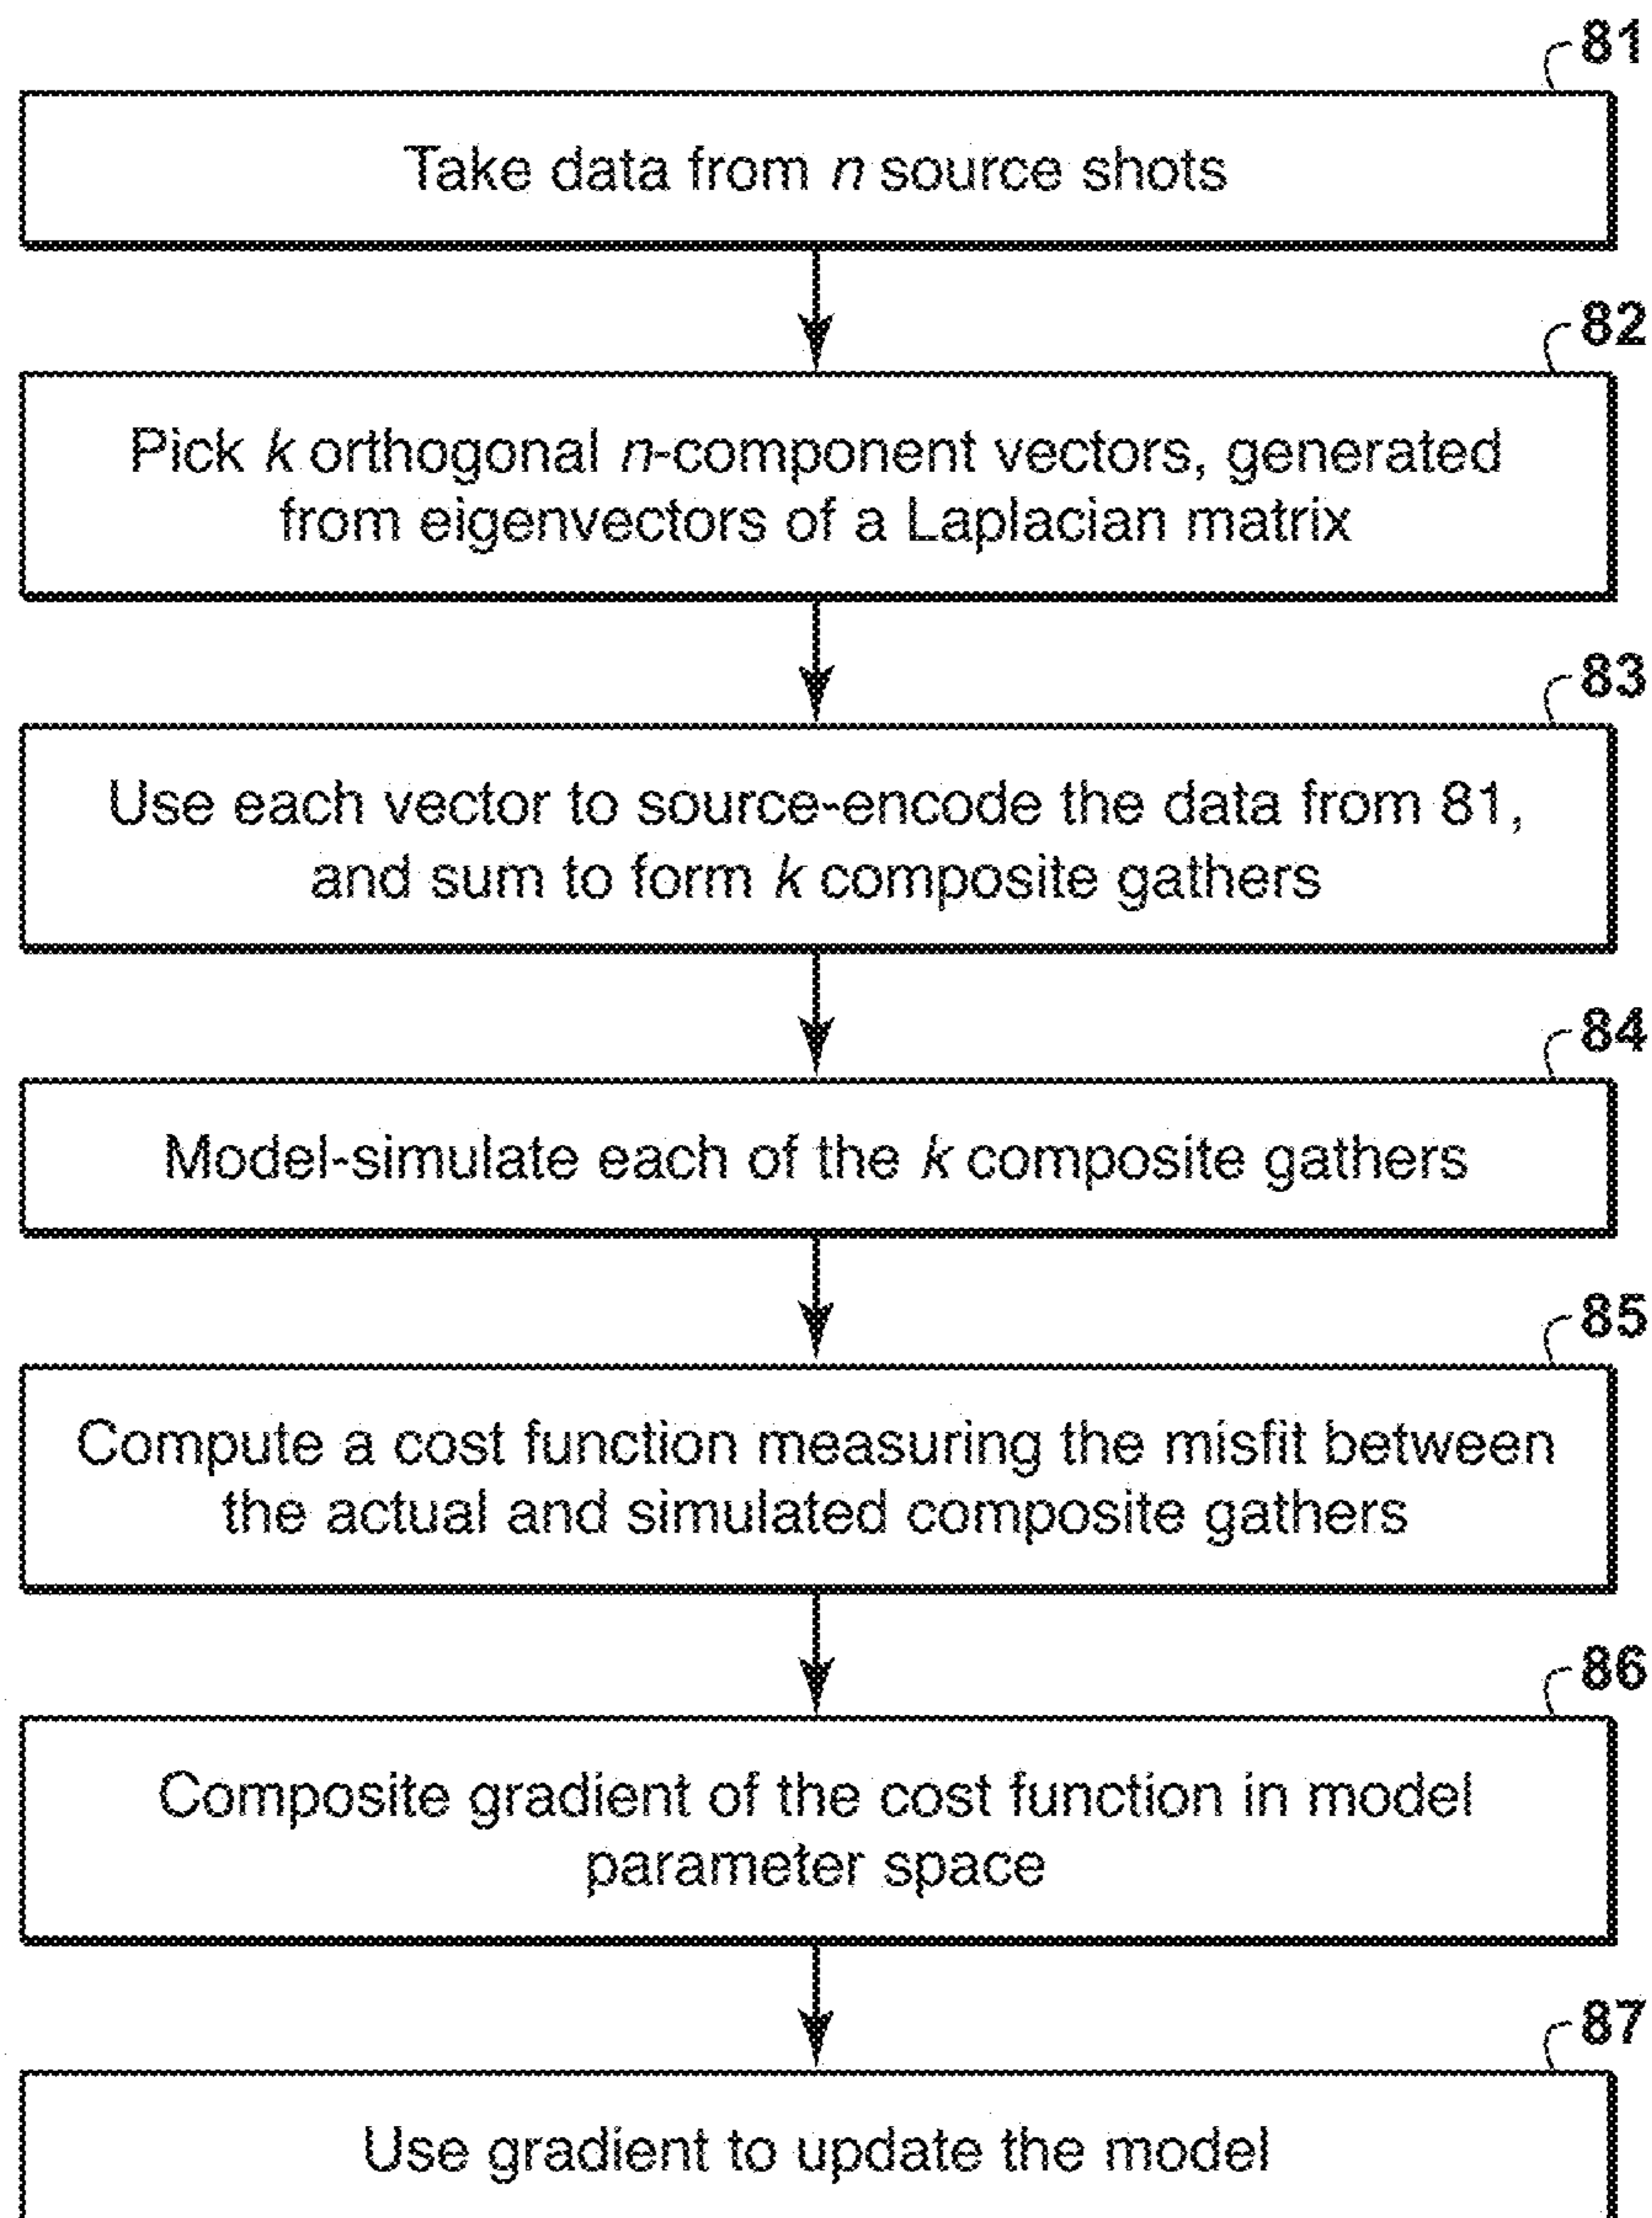 81
Take data from n source shots
82
Pick k orthogonal n-component vectors, generated
from eigenvectors of a Laplacian matrix
83
Use each vector to source-encode the data from 81,
and sum to form k composite gathers
84
Model-simulate each of the k composite gathers
85
Compute a cost function measuring the misfit between
the actual and simulated composite gathers
86
Composite gradient of the cost function in model
parameter space
87
Use gradient to update the model